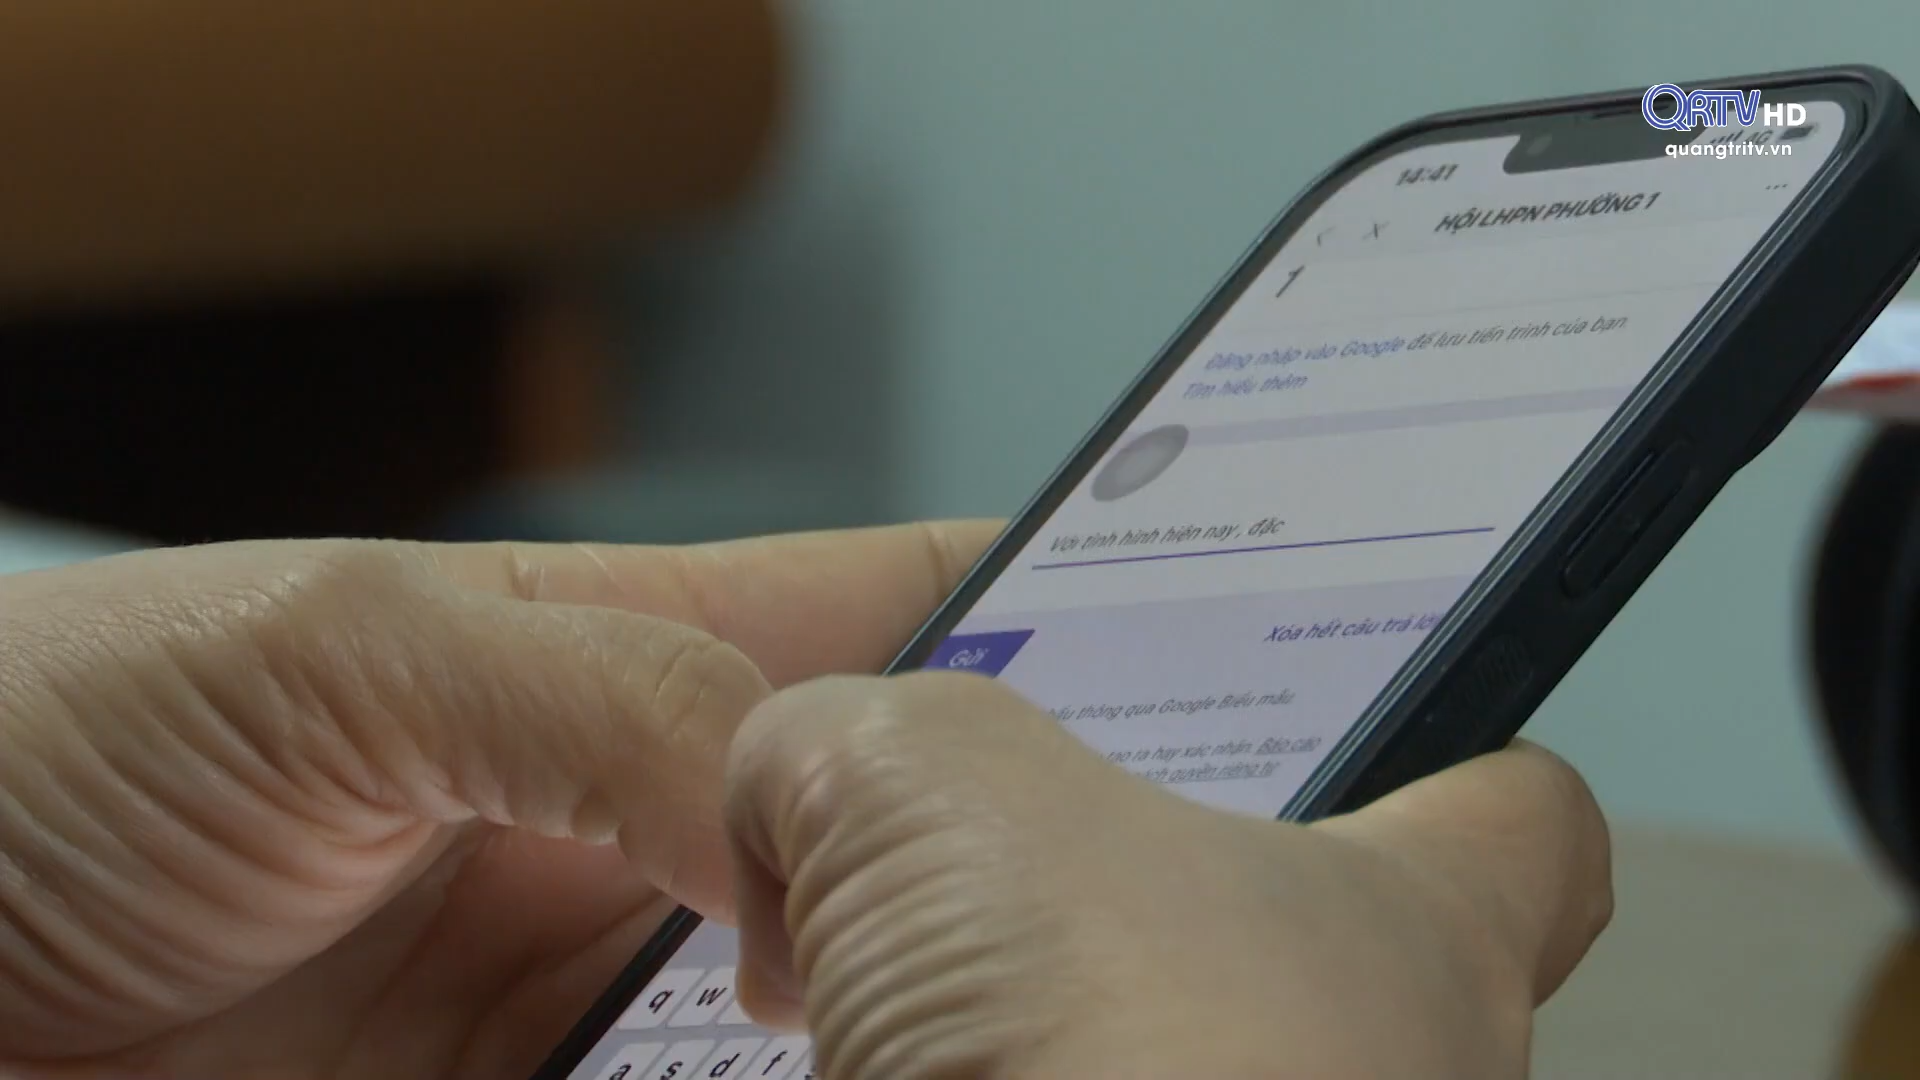 QRTV HD
quangtritv.vn
14:41
4G
HỘI LHPN PHƯỜNG 1
1
Đăng nhập vào Google để lưu tiến trình của bạn.
Tìm hiểu thêm
Với tình hình hiện nay , đặc
Xóa hết câu trả lời
Gửi
thông qua Google Biểu mẫu.
tạo ra hay xác nhận. Báo cáo
quyền riêng tư
q w
a s d f